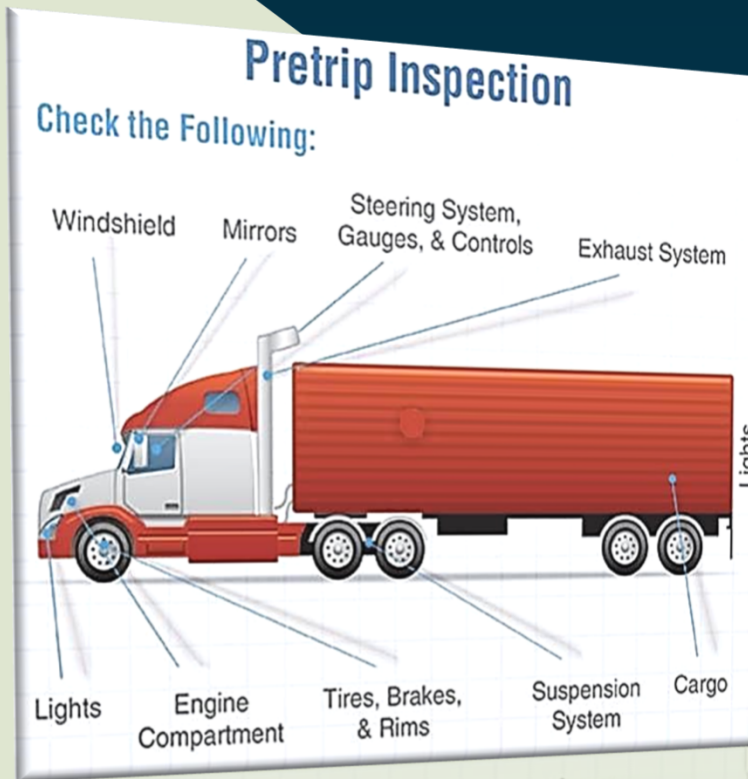 Pretrip Inspection
Check the Following:
Windshield
Mirrors
Steering System,
Gauges, & Controls
Exhaust System
Lights
Lights
Engine
Compartment
Tires, Brakes,
& Rims
Suspension
System
Cargo